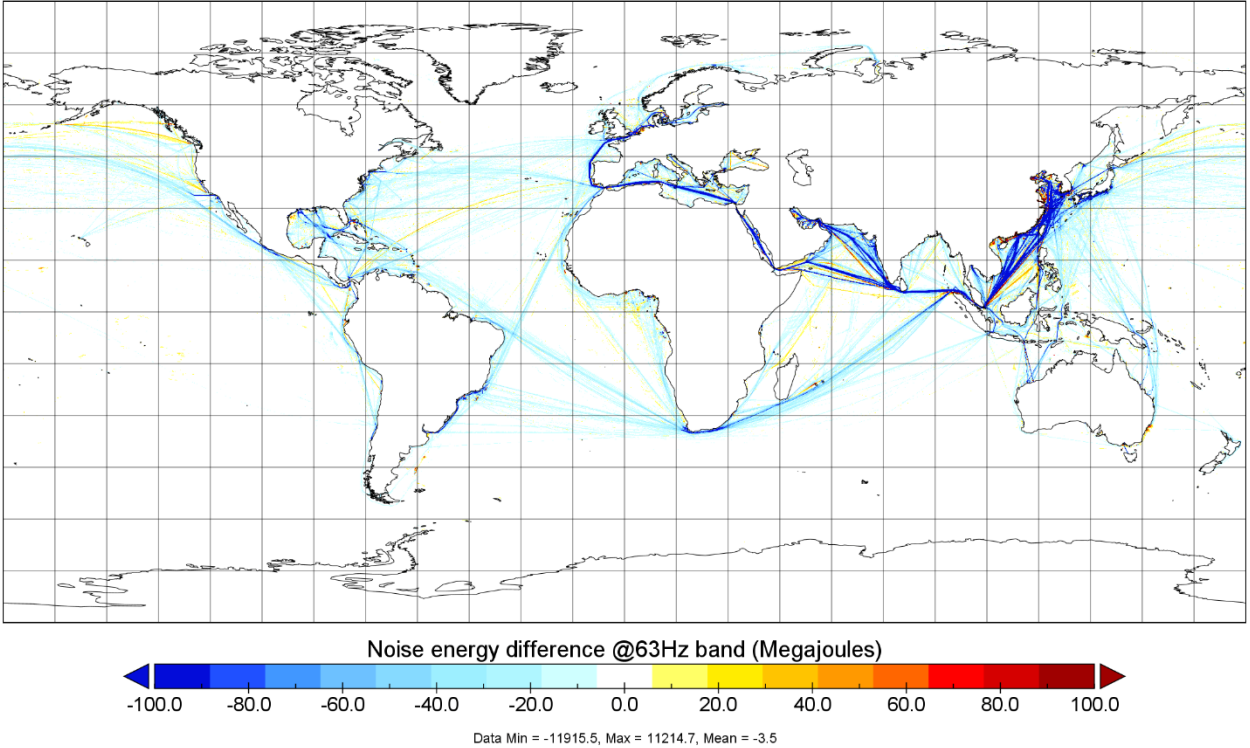 Noise energy difference @63Hz band (Megajoules)
-100.0 -80.0 -60.0 -40.0 -20.0 0.0 20.0 40.0 60.0 80.0 100.0
Data Min = -11915.5, Max = 11214.7, Mean = -3.5